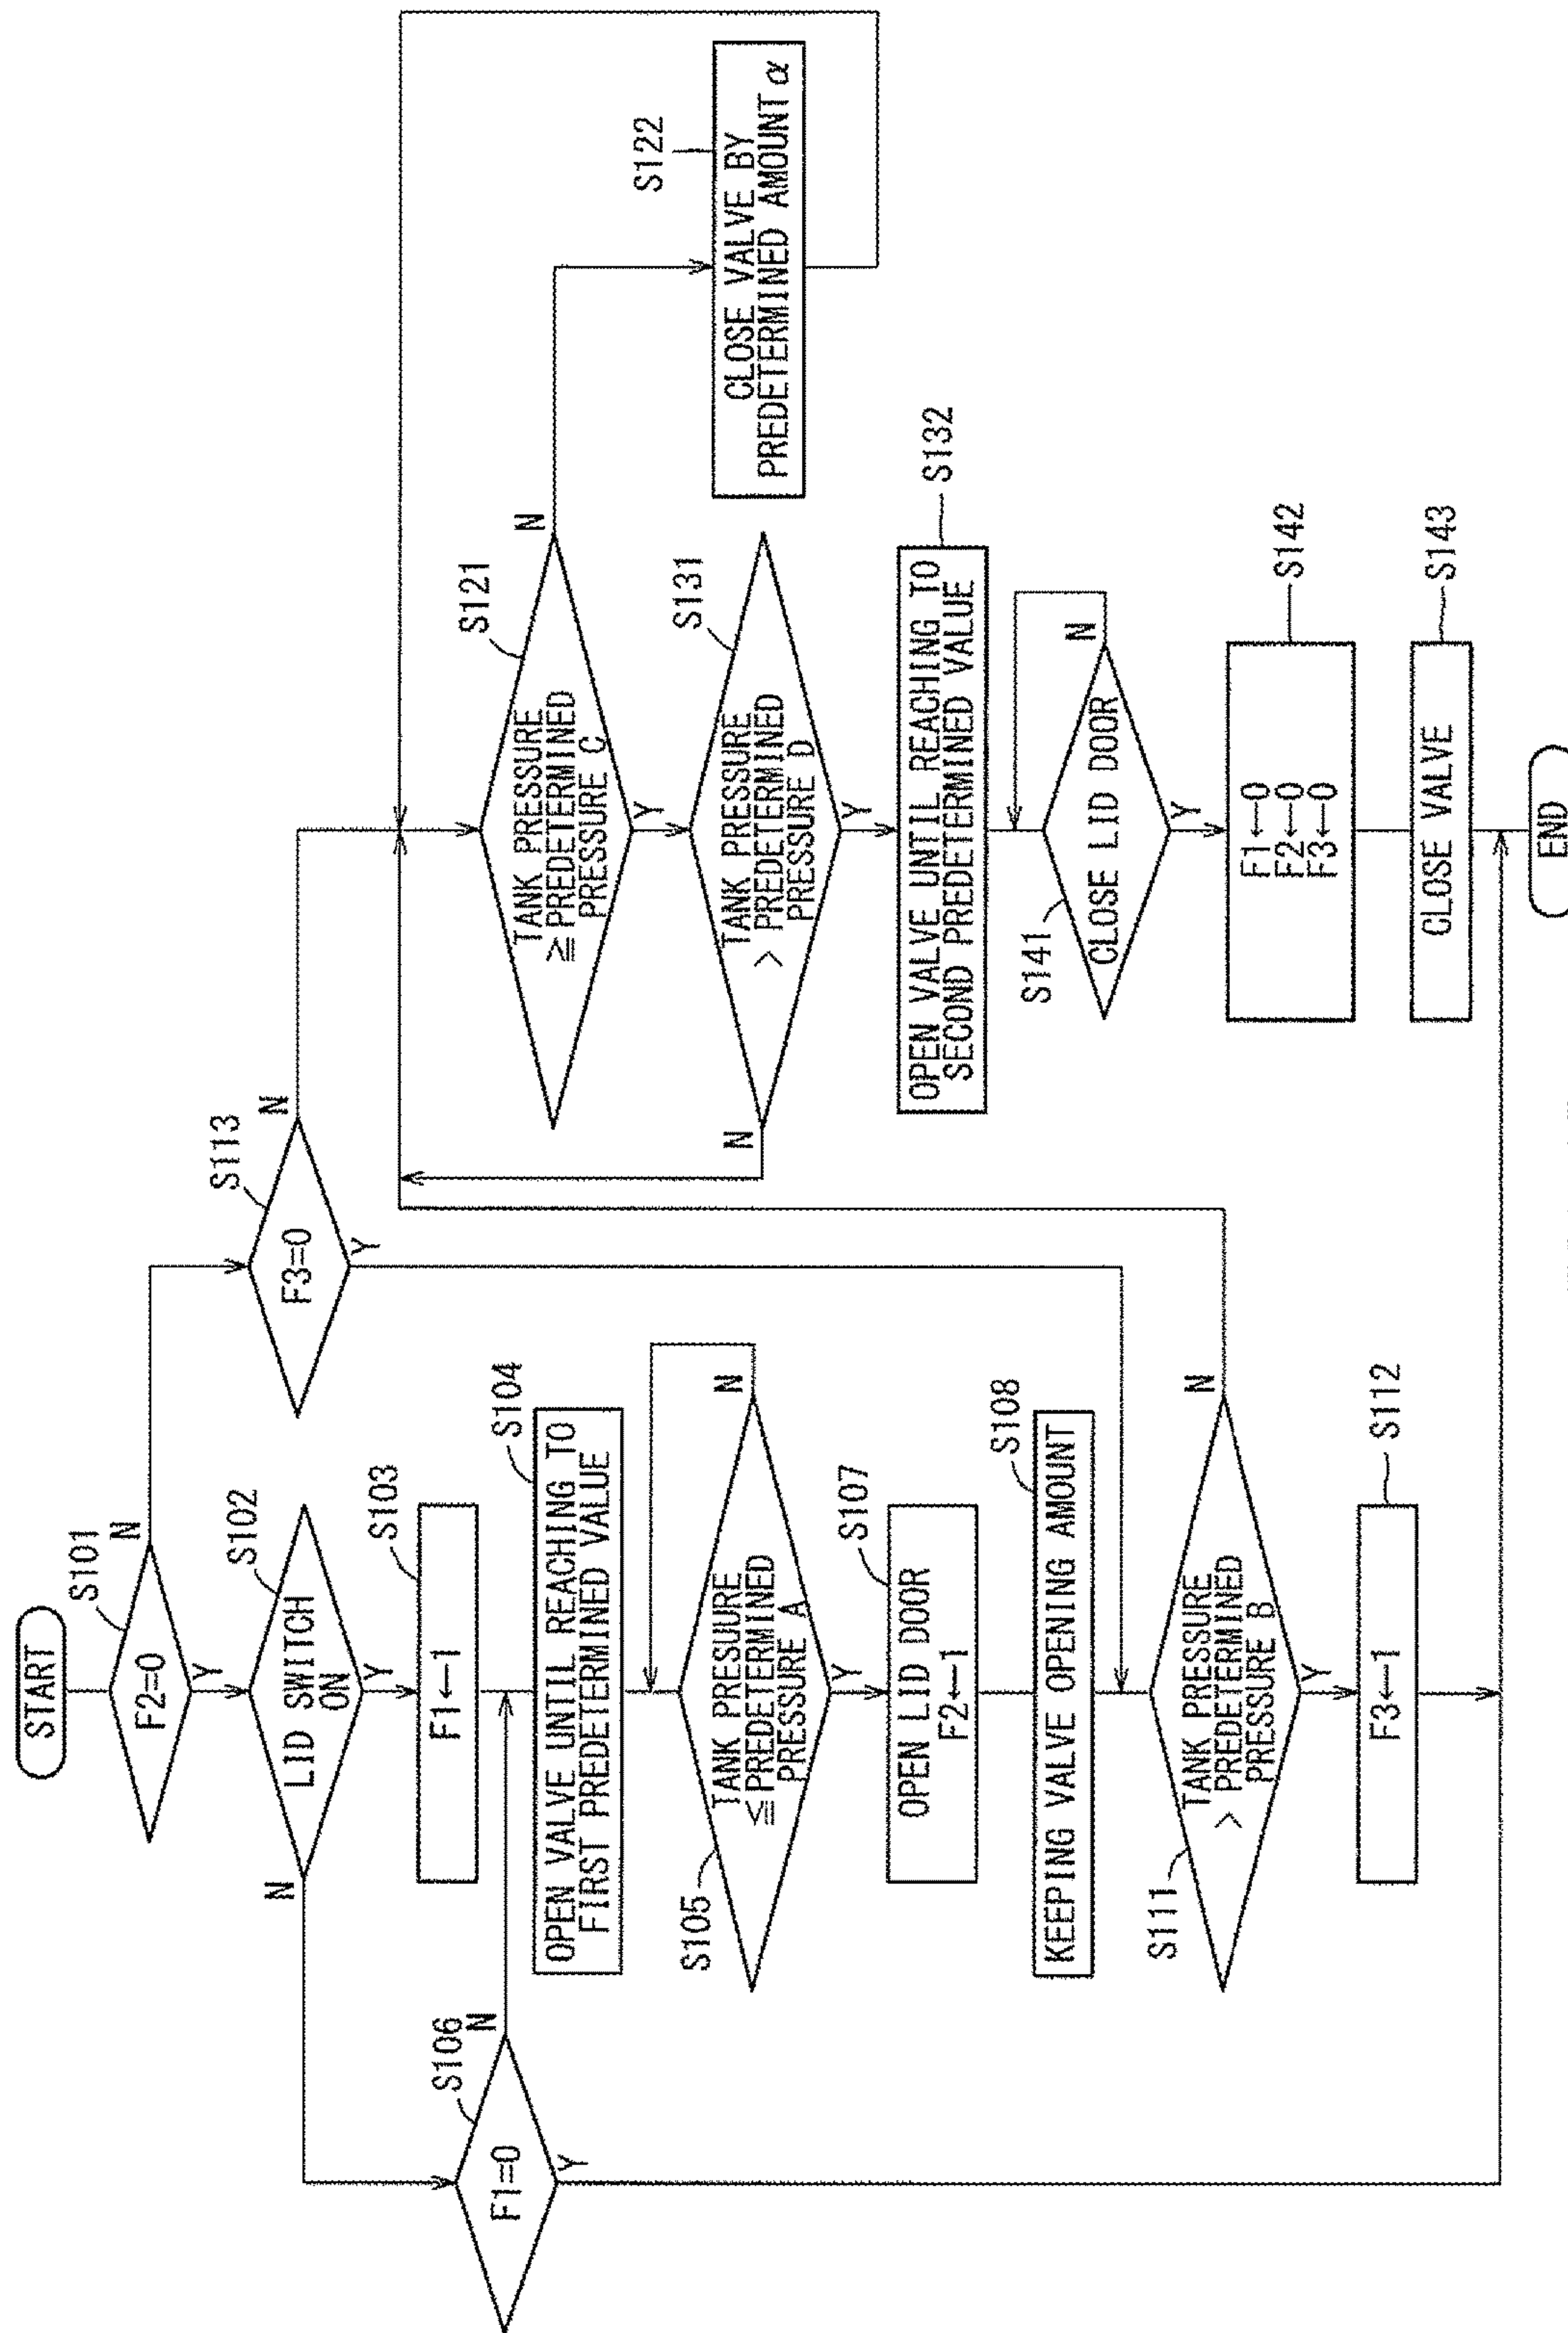 START
S101
F2=0
N
Y
S102
LID SWITCH
ON
N
Y
S103
F1←1
S106
F1=0
N
Y
S104
OPEN VALVE UNTIL REACHING TO
FIRST PREDETERMINED VALUE
S105
TANK PRESUURE
≦PREDETERMINED
PRESSURE A
N
Y
S107
OPEN LID DOOR
F2←1
S108
KEEPING VALVE OPENING AMOUNT
S111
TANK PRESSURE
>PREDETERMINED
PRESSURE B
N
Y
S112
F3←1
S113
F3=0
N
Y
S121
TANK PRESSURE
≧PREDETERMINED
PRESSURE C
N
Y
S122
CLOSE VALVE BY
PREDETERMINED AMOUNT α
S131
TANK PRESSURE
>PREDETERMINED
PRESSURE D
N
Y
S132
OPEN VALVE UNTIL REACHING TO
SECOND PREDETERMINED VALUE
S141
CLOSE LID DOOR
N
Y
S142
F1←0
F2←0
F3←0
S143
CLOSE VALVE
END